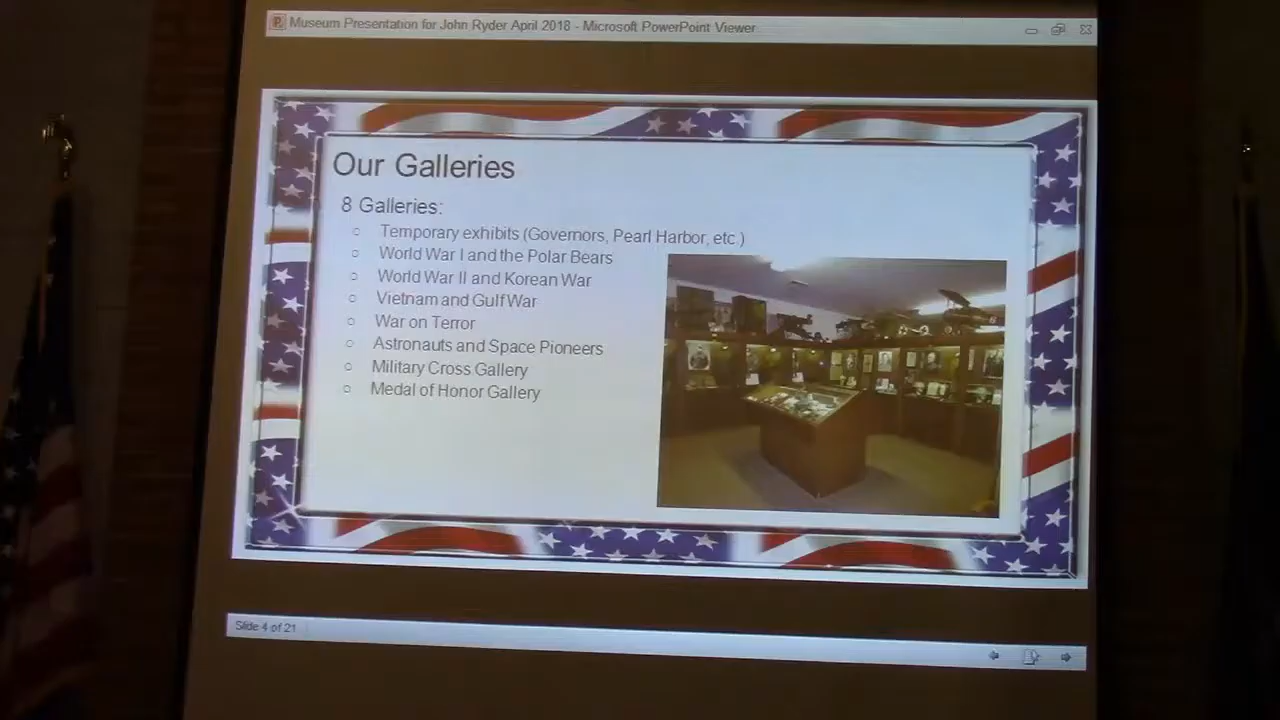 Museum Presentation for John Ryder April 2018 - Microsoft PowerPoint Viewer
Our Galleries
8 Galleries:
Temporary exhibits (Governors, Pearl Harbor, etc.)
World War I and the Polar Bears
World War II and Korean War
Vietnam and Gulf War
War on Terror
Astronauts and Space Pioneers
Military Cross Gallery
Medal of Honor Gallery
Slide 4 of 21